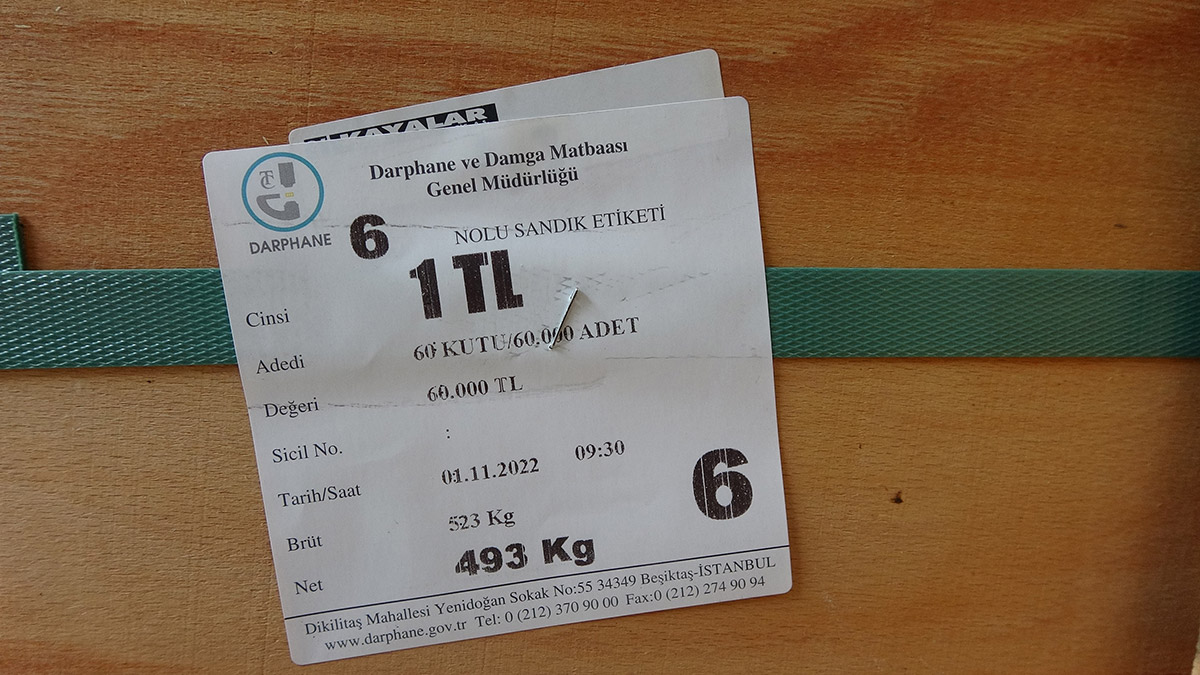 KAYALAR
TC
DARPHANE
Darphane ve Damga Matbaası
Genel Müdürlüğü
6 NOLU SANDIK ETİKETİ
Cinsi 1 TL
Adedi 60 KUTU/60.000 ADET
Değeri 60.000 TL
Sicil No. :
Tarih/Saat 01.11.2022 09:30
Brüt 523 Kg
Net 493 Kg
6
Dikilitaş Mahallesi Yenidoğan Sokak No:55 34349 Beşiktaş-İSTANBUL
www.darphane.gov.tr Tel: 0 (212) 370 90 00 Fax:0 (212) 274 90 94